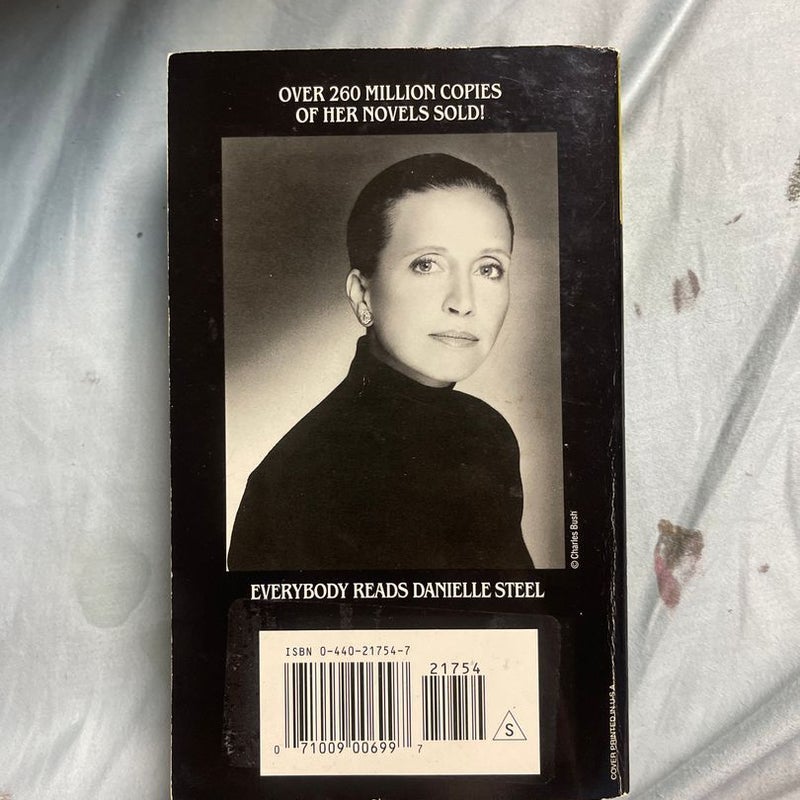 OVER 260 MILLION COPIES
OF HER NOVELS SOLD!
© Charles Bush
EVERYBODY READS DANIELLE STEEL
ISBN 0-440-21754-7
21754
S
0 71009 00699 7
COVER PRINTED IN U.S.A.